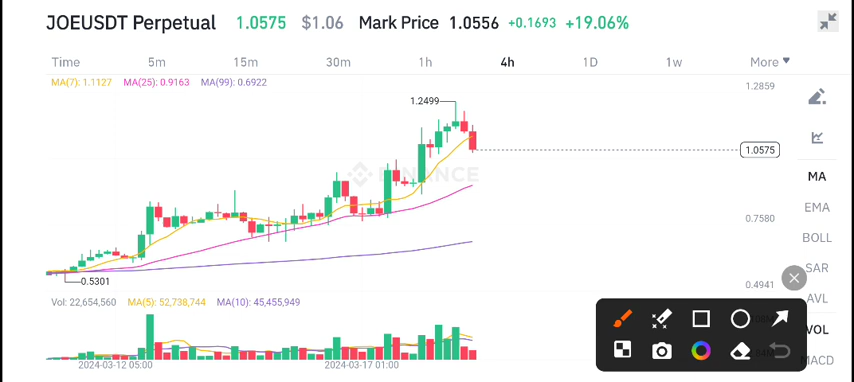 JOEUSDT Perpetual 1.0575 $1.06 Mark Price 1.0556 +0.1693 +19.06%
Time 5m 15m 30m 1h 4h 1D 1w More
MA(7): 1.1127 MA(25): 0.9163 MA(99): 0.6922
1.2859
1.2499
1.0575
BINANCE
MA
EMA
0.7580
BOLL
SAR
0.5301
0.4941
AVL
Vol: 22,654,560 MA(5): 52,738,744 MA(10): 45,455,949
VOL
MACD
2024-03-12 05:00 2024-03-17 01:00